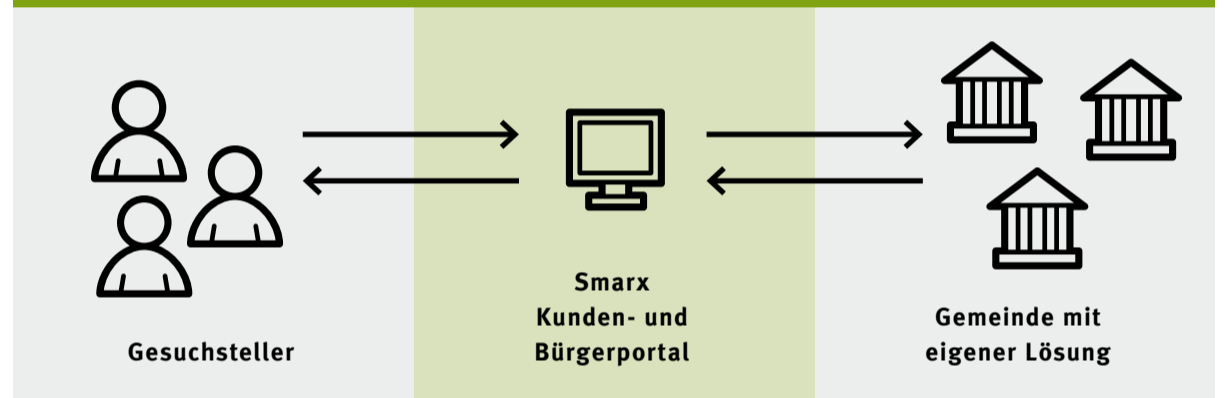 Gesuchsteller
Smarx
Kunden- und
Bürgerportal
Gemeinde mit
eigener Lösung